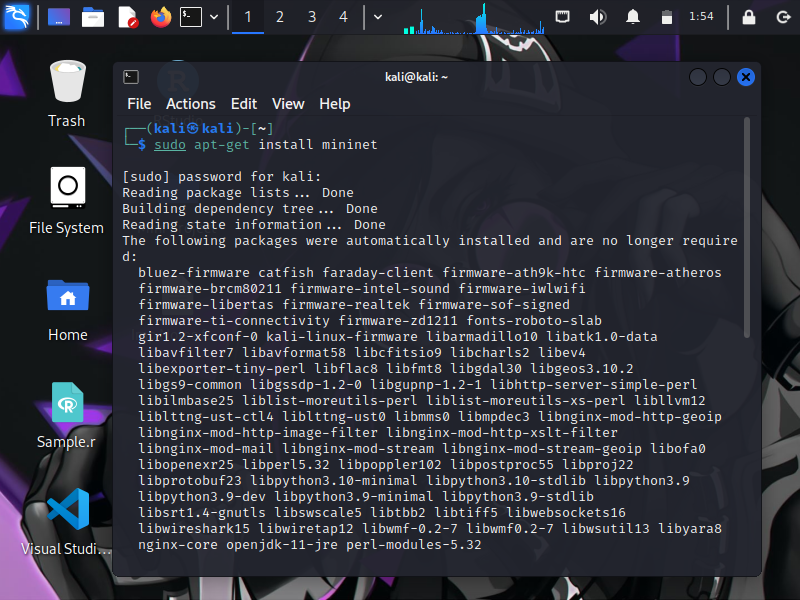 1 2 3 4
1:54
kali@kali: ~
File Actions Edit View Help
┌──(kali㉿kali)-[~]
└─$ sudo apt-get install mininet
[sudo] password for kali:
Reading package lists... Done
Building dependency tree... Done
Reading state information... Done
The following packages were automatically installed and are no longer require
d:
bluez-firmware catfish faraday-client firmware-ath9k-htc firmware-atheros
firmware-brcm80211 firmware-intel-sound firmware-iwlwifi
firmware-libertas firmware-realtek firmware-sof-signed
firmware-ti-connectivity firmware-zd1211 fonts-roboto-slab
gir1.2-xfconf-0 kali-linux-firmware libarmadillo10 libatk1.0-data
libavfilter7 libavformat58 libcfitsio9 libcharls2 libev4
libexporter-tiny-perl libflac8 libfmt8 libgdal30 libgeos3.10.2
libgs9-common libgssdp-1.2-0 libgupnp-1.2-1 libhttp-server-simple-perl
libilmbase25 liblist-moreutils-perl liblist-moreutils-xs-perl libllvm12
liblttng-ust-ctl4 liblttng-ust0 libmms0 libmpdec3 libnginx-mod-http-geoip
libnginx-mod-http-image-filter libnginx-mod-http-xslt-filter
libnginx-mod-mail libnginx-mod-stream libnginx-mod-stream-geoip libofa0
libopenexr25 libperl5.32 libpoppler102 libpostproc55 libproj22
libprotobuf23 libpython3.10-minimal libpython3.10-stdlib libpython3.9
libpython3.9-dev libpython3.9-minimal libpython3.9-stdlib
libsrt1.4-gnutls libswscale5 libtbb2 libtiff5 libwebsockets16
libwireshark15 libwiretap12 libwmf-0.2-7 libwmf0.2-7 libwsutil13 libyara8
nginx-core openjdk-11-jre perl-modules-5.32
Trash
File System
Home
Sample.r
Visual Studi...